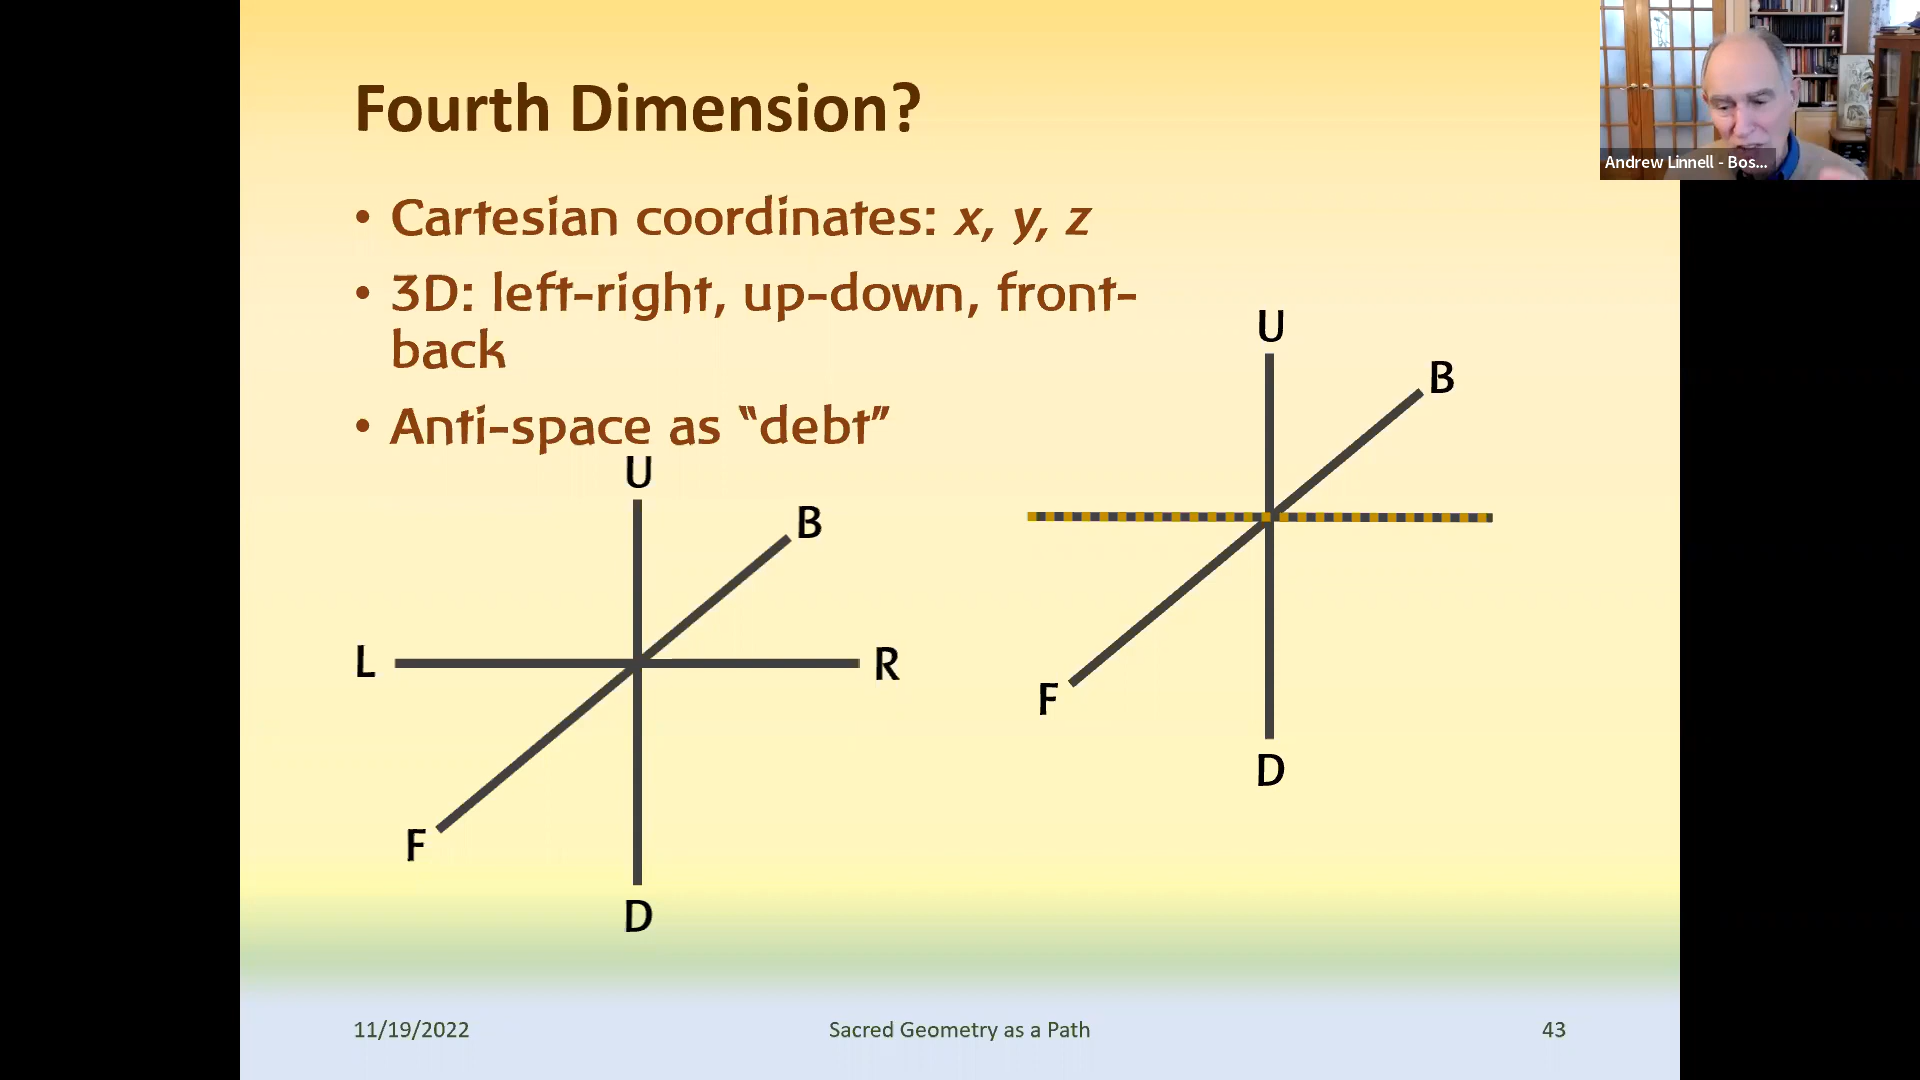 Fourth Dimension?
• Cartesian coordinates: x, y, z
• 3D: left-right, up-down, front-
back
• Anti-space as “debt”
U
B
L
R
F
D
U
B
F
D
11/19/2022
Sacred Geometry as a Path
43
Andrew Linnell - Bos...